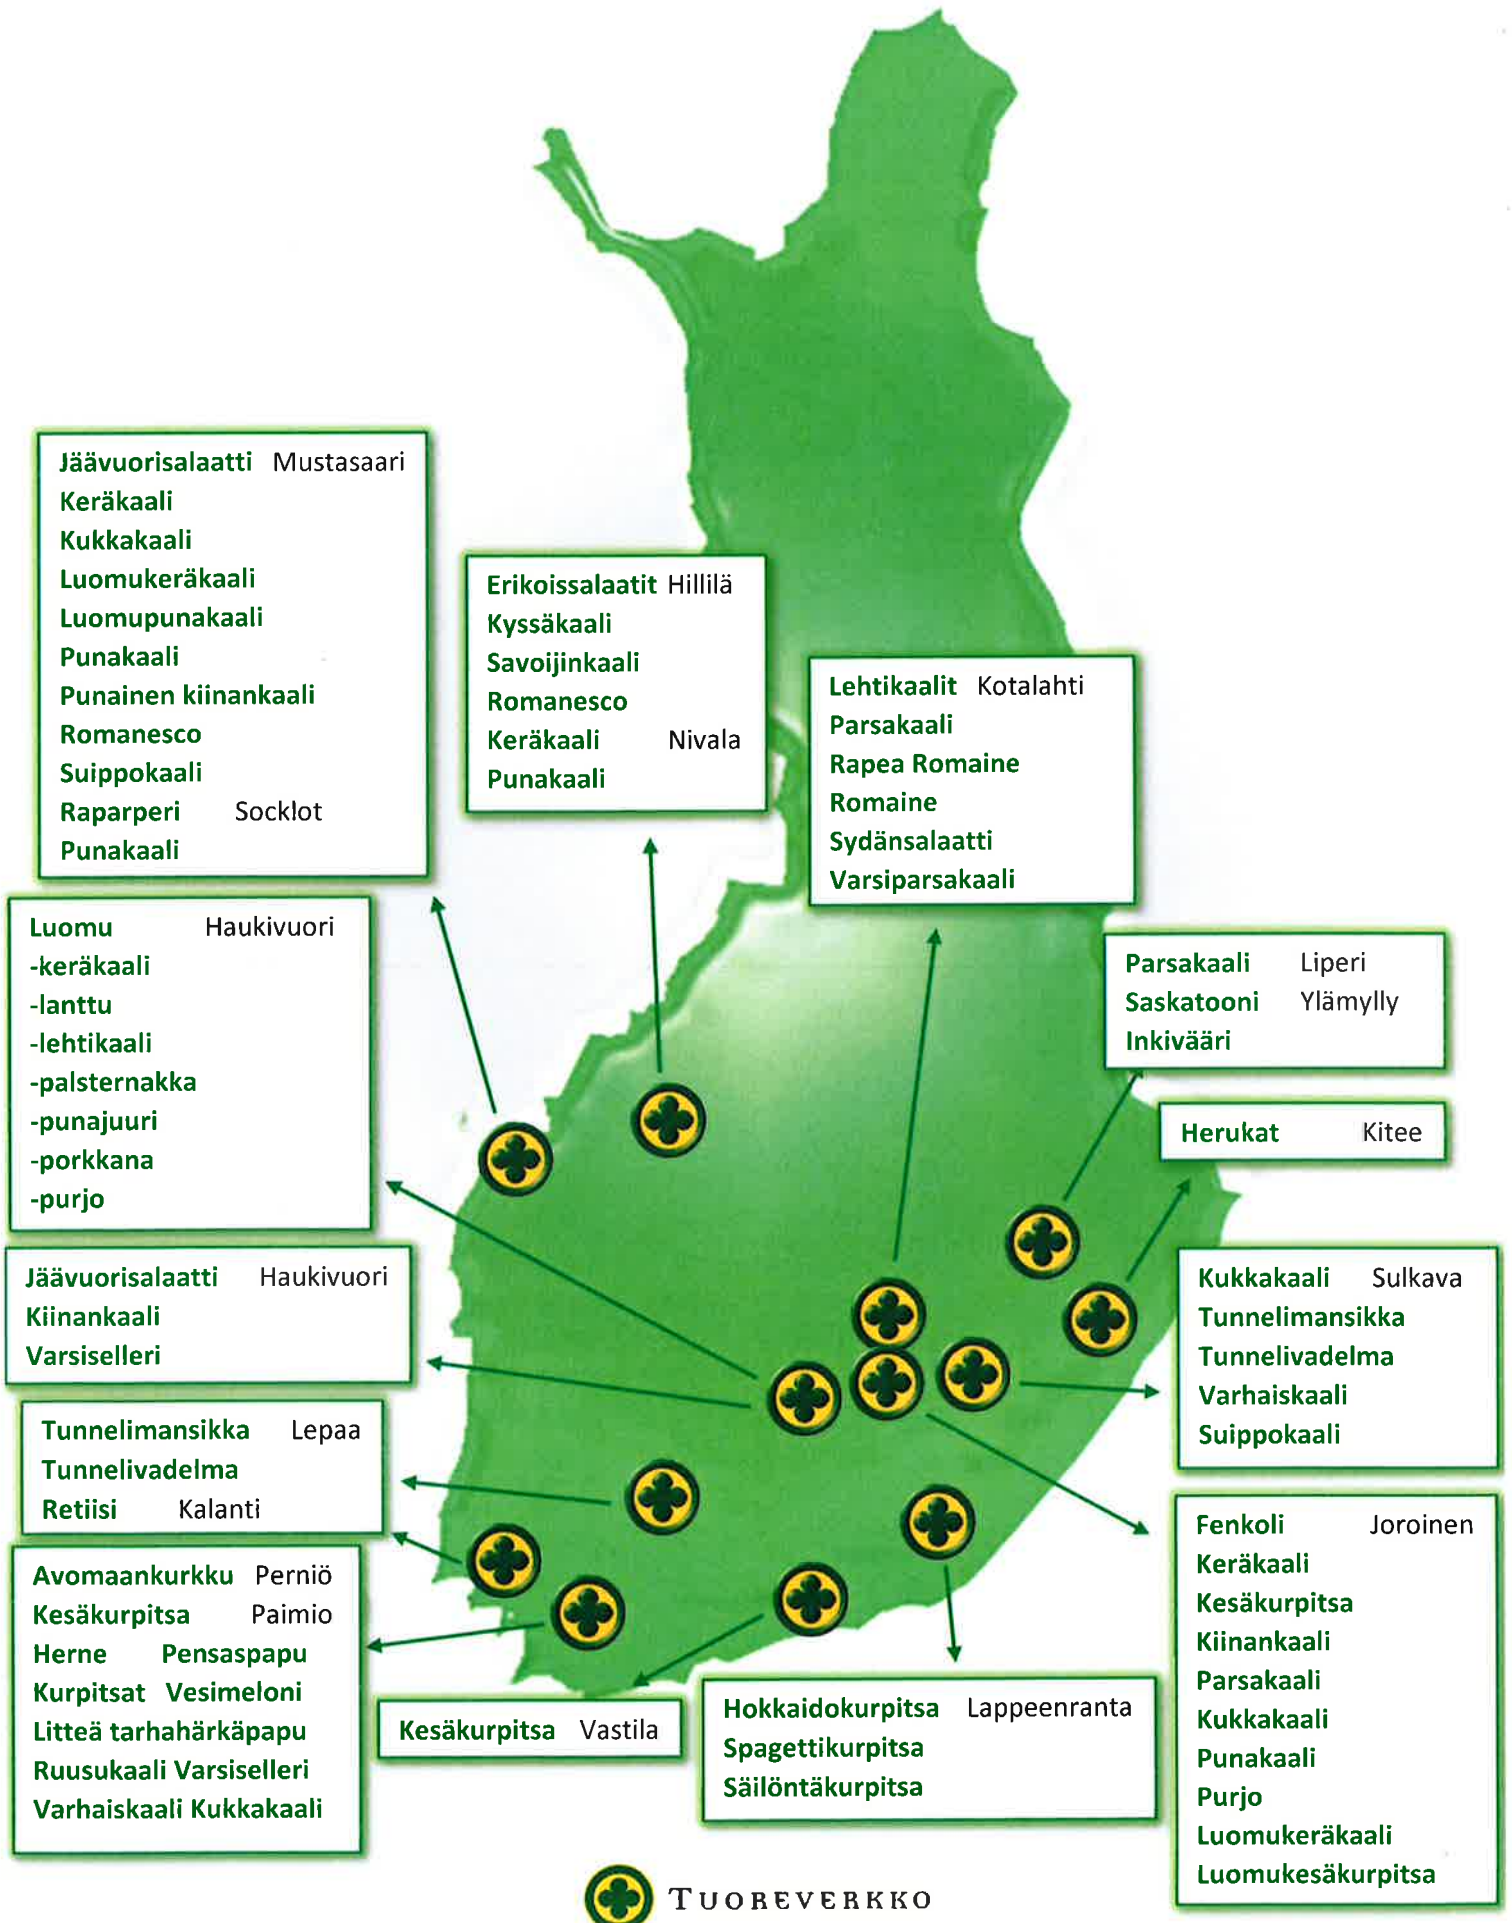 Jäävuorisalaatti Mustasaari
Keräkaali
Kukkakaali
Luomukeräkaali
Luomupunakaali
Punakaali
Punainen kiinankaali
Romanesco
Suippokaali
Raparperi Socklot
Punakaali
Erikoissalaatit Hillilä
Kyssäkaali
Savoijinkaali
Romanesco
Keräkaali Nivala
Punakaali
Lehtikaalit Kotalahti
Parsakaali
Rapea Romaine
Romaine
Sydänsalaatti
Varsiparsakaali
Luomu Haukivuori
-keräkaali
-lanttu
-lehtikaali
-palsternakka
-punajuuri
-porkkana
-purjo
Parsakaali Liperi
Saskatooni Ylämylly
Inkivääri
Herukat Kitee
Jäävuorisalaatti Haukivuori
Kiinankaali
Varsiselleri
Kukkakaali Sulkava
Tunnelimansikka
Tunnelivadelma
Varhaiskaali
Suippokaali
Tunnelimansikka Lepaa
Tunnelivadelma
Retiisi Kalanti
Avomaankurkku Perniö
Kesäkurpitsa Paimio
Herne Pensaspapu
Kurpitsat Vesimeloni
Litteä tarhahärkäpapu
Ruusukaali Varsiselleri
Varhaiskaali Kukkakaali
Kesäkurpitsa Vastila
Hokkaidokurpitsa Lappeenranta
Spagettikurpitsa
Säilöntäkurpitsa
Fenkoli Joroinen
Keräkaali
Kesäkurpitsa
Kiinankaali
Parsakaali
Kukkakaali
Punakaali
Purjo
Luomukeräkaali
Luomukesäkurpitsa
TUOREVERKKO